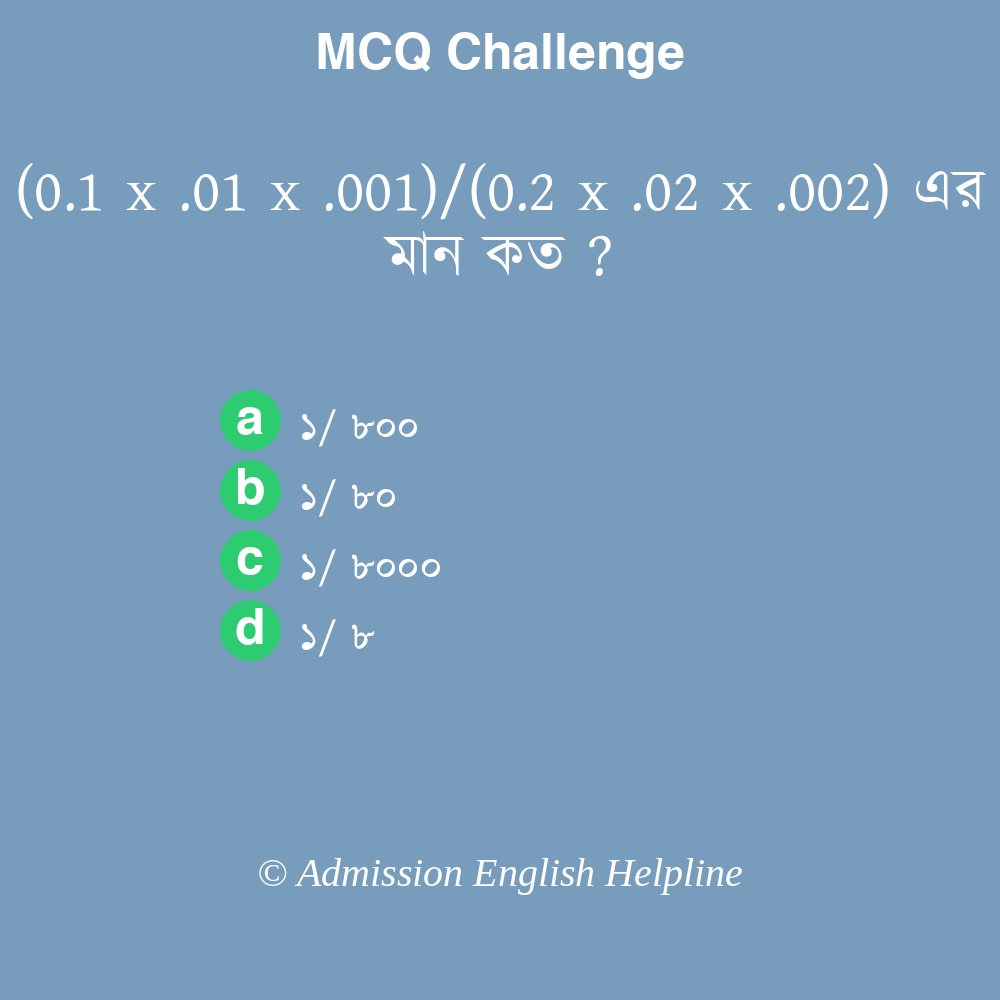 MCQ Challenge
(0.1 x .01 x .001)/(0.2 x .02 x .002) এর
মান কত ?
a ১/ ৮০০
b ১/ ৮০
c ১/ ৮০০০
d ১/ ৮
© Admission English Helpline